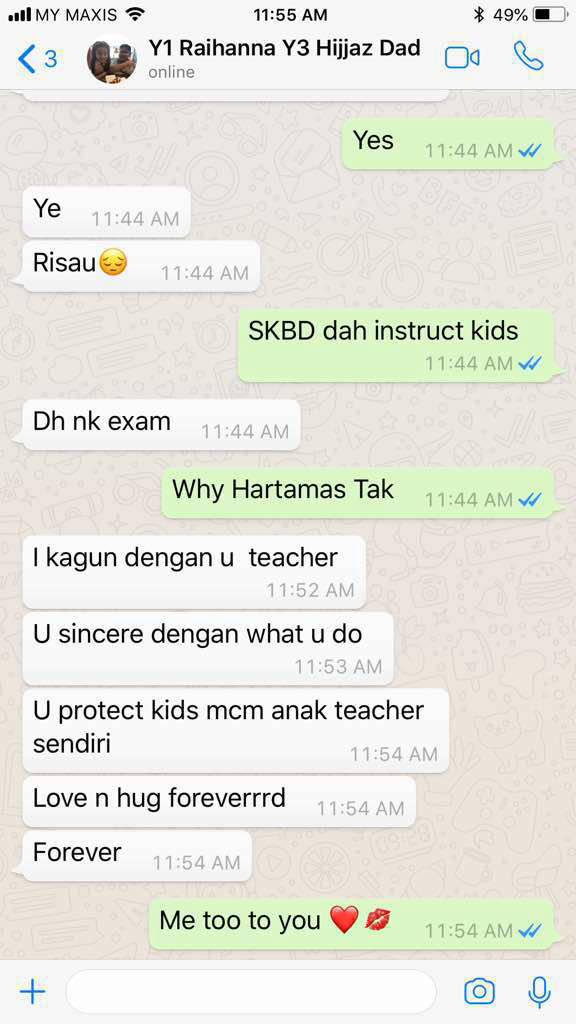 MY MAXIS 11:55 AM 49%
3 Y1 Raihanna Y3 Hijjaz Dad
online
Yes 11:44 AM
Ye 11:44 AM
Risau😔 11:44 AM
SKBD dah instruct kids
11:44 AM
Dh nk exam 11:44 AM
Why Hartamas Tak 11:44 AM
I kagun dengan u  teacher
11:52 AM
U sincere dengan what u do
11:53 AM
U protect kids mcm anak teacher
sendiri 11:54 AM
Love n hug foreverrrd 11:54 AM
Forever 11:54 AM
Me too to you ❤️💋 11:54 AM